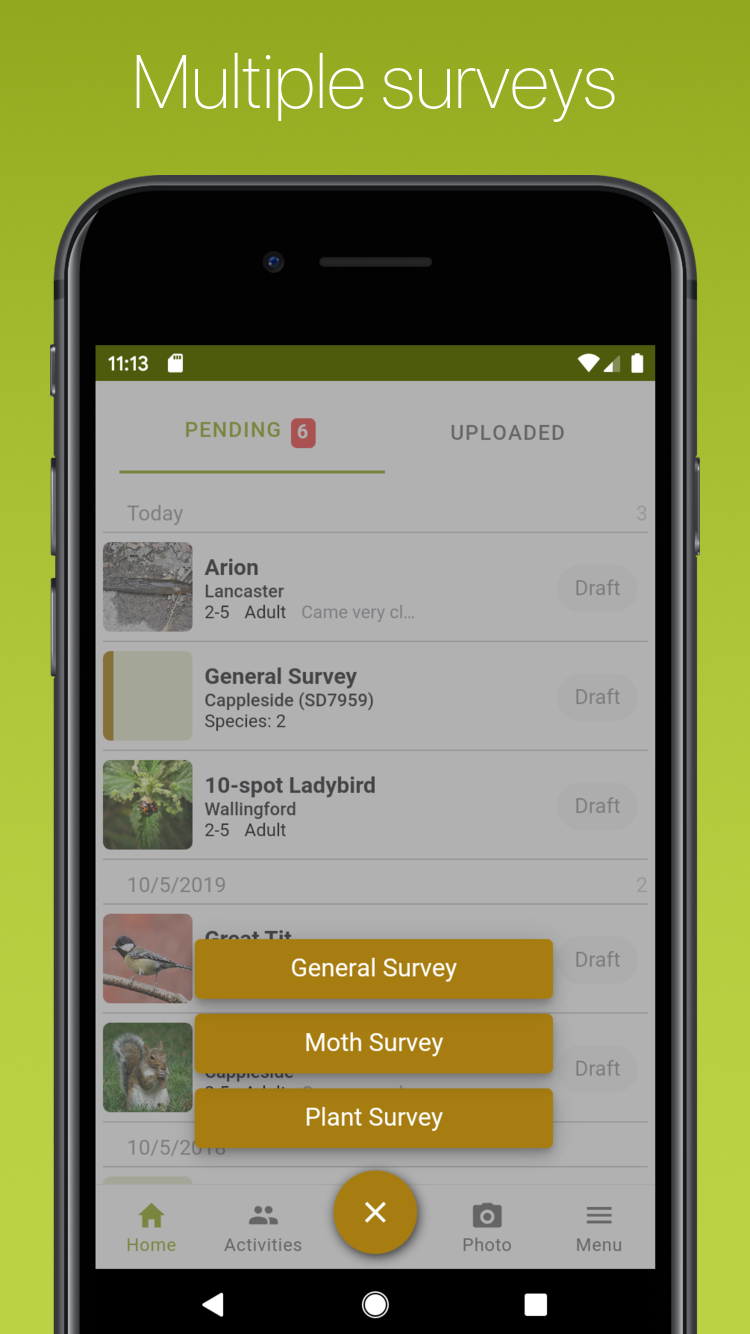 Multiple surveys
11:13
PENDING 6 UPLOADED
Today 3
Arion
Lancaster
2-5 Adult Came very cl...
Draft
General Survey
Cappleside (SD7959)
Species: 2
Draft
10-spot Ladybird
Wallingford
2-5 Adult
Draft
10/5/2019 2
Great Tit
Draft
General Survey
Moth Survey
Cappleside
Draft
Plant Survey
10/5/2018
Home Activities Photo Menu